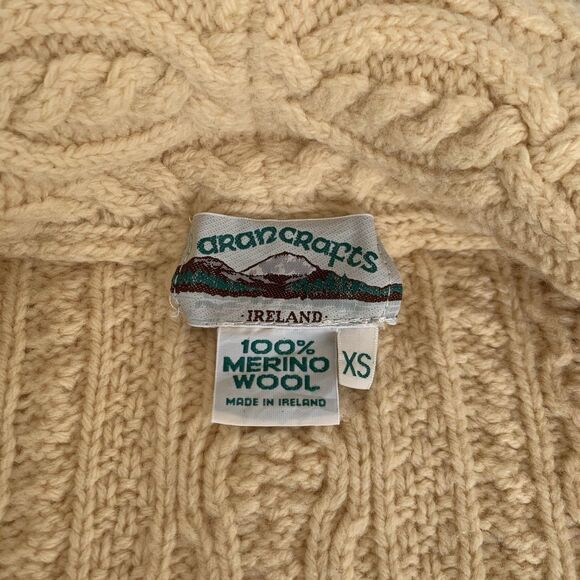 arancrafts
· IRELAND ·
100%
MERINO
WOOL
MADE IN IRELAND
XS